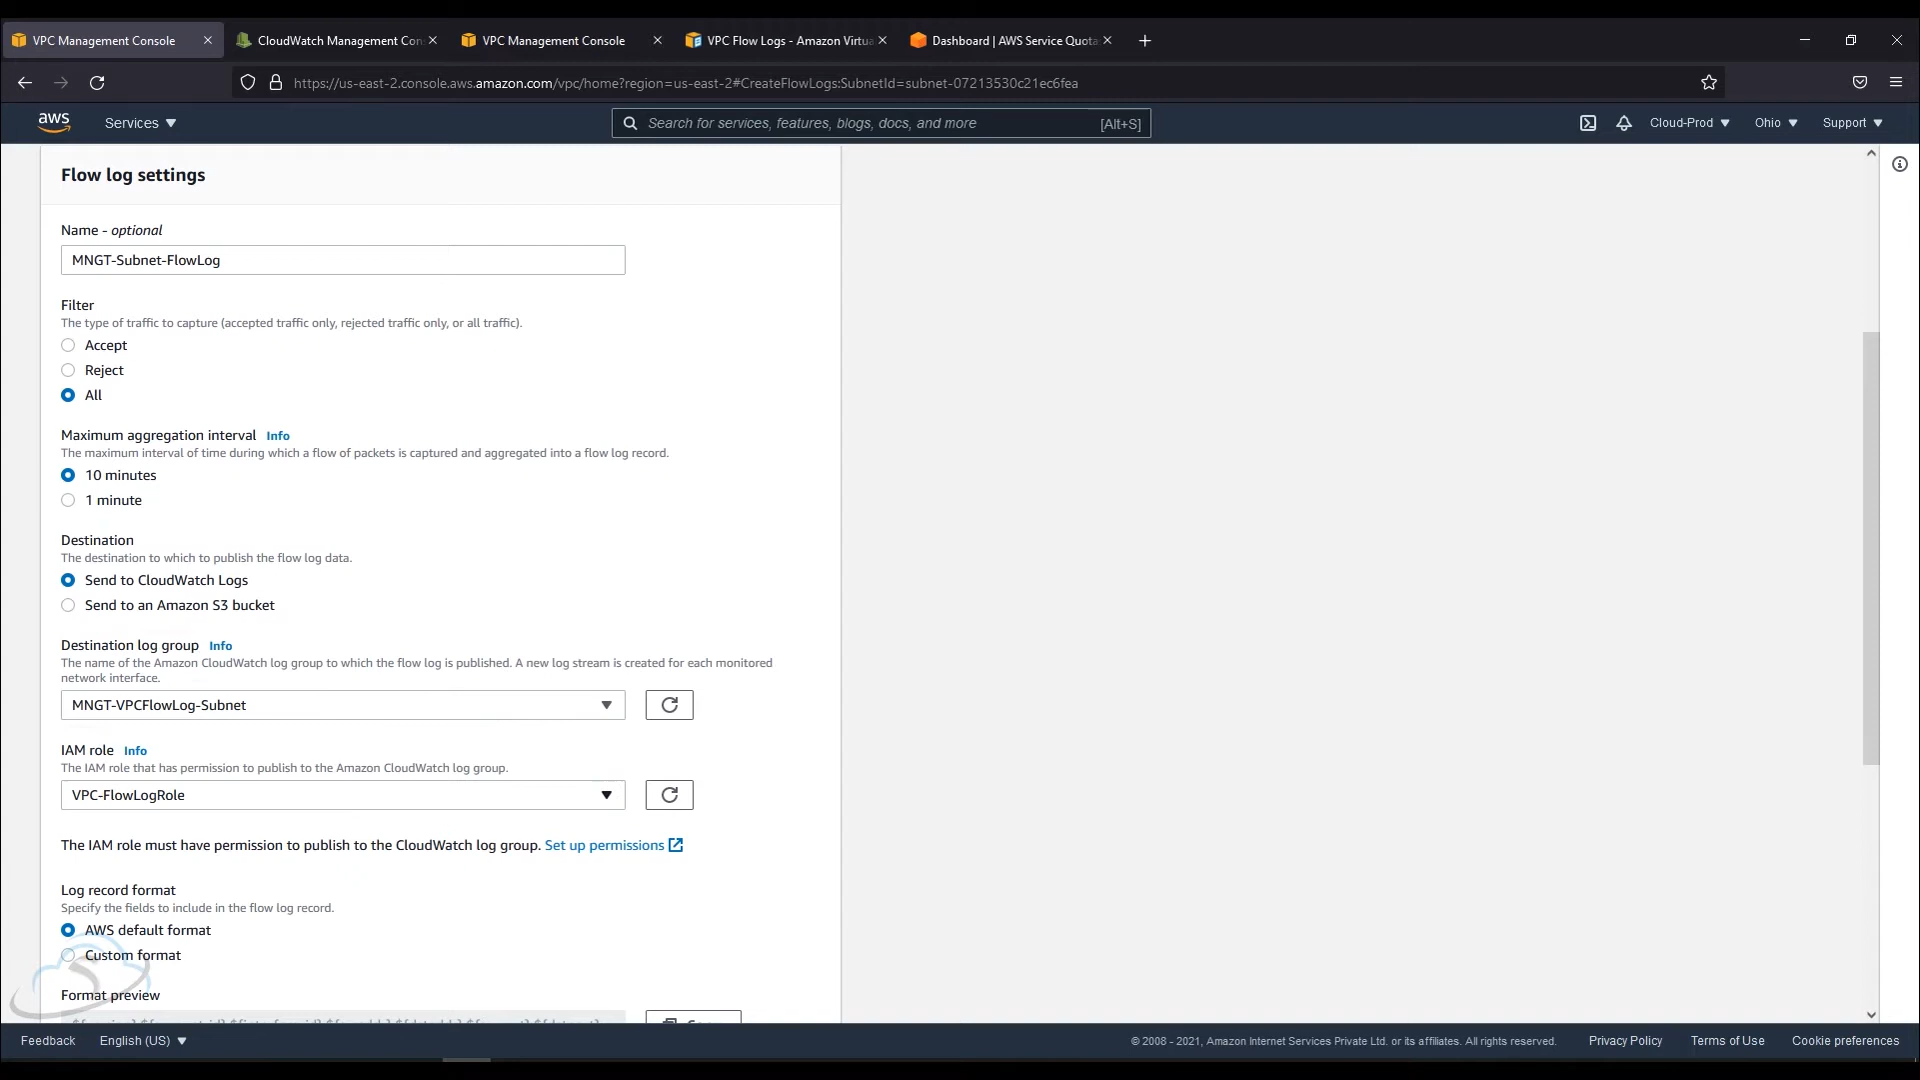 VPC Management Console
CloudWatch Management Con
VPC Management Console
VPC Flow Logs - Amazon Virtua
Dashboard | AWS Service Quota
https://us-east-2.console.aws.amazon.com/vpc/home?region=us-east-2#CreateFlowLogs:SubnetId=subnet-07213530c21ec6fea
aws
Services
Search for services, features, blogs, docs, and more
[Alt+S]
Cloud-Prod
Ohio
Support
Flow log settings
Name - optional
MNGT-Subnet-FlowLog
Filter
The type of traffic to capture (accepted traffic only, rejected traffic only, or all traffic).
Accept
Reject
All
Maximum aggregation interval Info
The maximum interval of time during which a flow of packets is captured and aggregated into a flow log record.
10 minutes
1 minute
Destination
The destination to which to publish the flow log data.
Send to CloudWatch Logs
Send to an Amazon S3 bucket
Destination log group Info
The name of the Amazon CloudWatch log group to which the flow log is published. A new log stream is created for each monitored
network interface.
MNGT-VPCFlowLog-Subnet
IAM role Info
The IAM role that has permission to publish to the Amazon CloudWatch log group.
VPC-FlowLogRole
The IAM role must have permission to publish to the CloudWatch log group. Set up permissions
Log record format
Specify the fields to include in the flow log record.
AWS default format
Custom format
Format preview
Feedback
English (US)
© 2008 - 2021, Amazon Internet Services Private Ltd. or its affiliates. All rights reserved.
Privacy Policy
Terms of Use
Cookie preferences